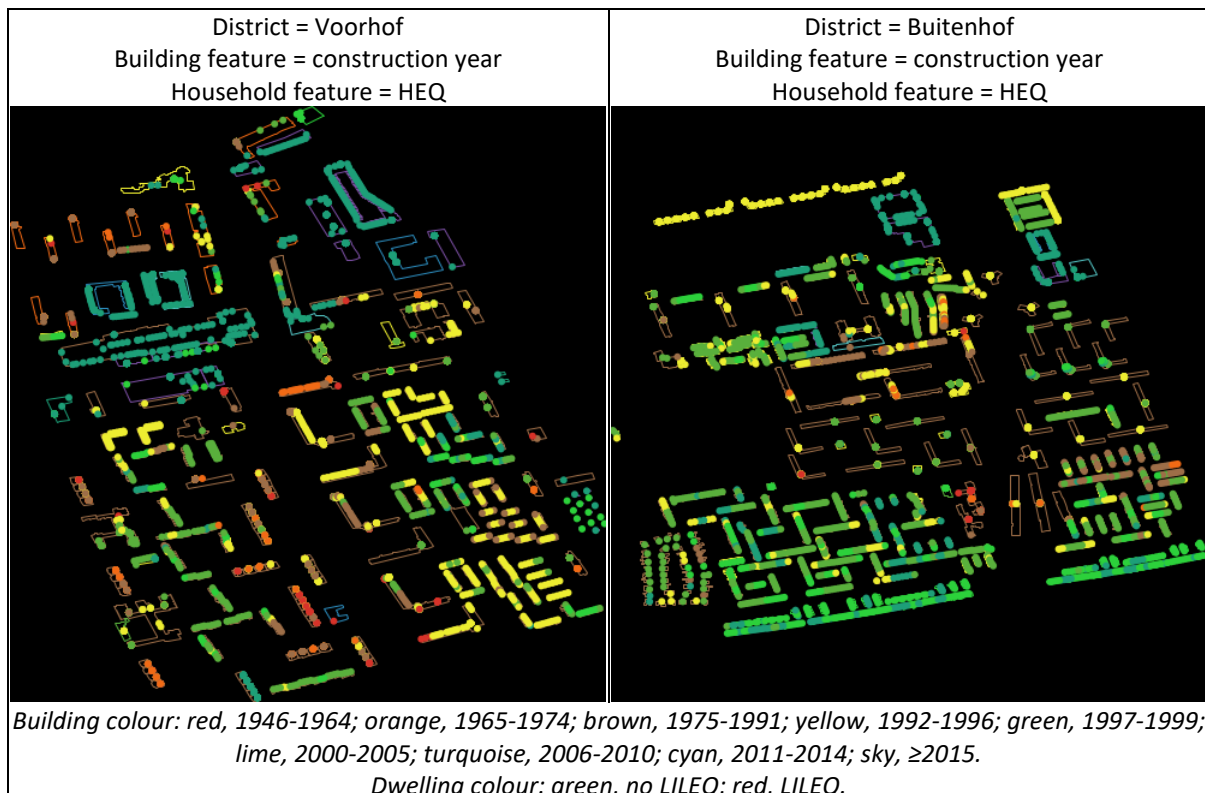 District = Voorhof
Building feature = construction year
Household feature = HEQ
District = Buitenhof
Building feature = construction year
Household feature = HEQ
Building colour: red, 1946-1964; orange, 1965-1974; brown, 1975-1991; yellow, 1992-1996; green, 1997-1999;
lime, 2000-2005; turquoise, 2006-2010; cyan, 2011-2014; sky, ≥2015.
Dwelling colour: green, no LILEQ; red, LILEQ.